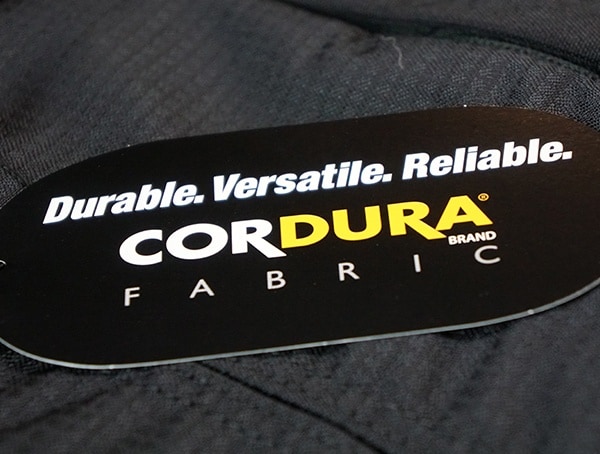 Durable. Versatile. Reliable.
CORDURA®
BRAND
FABRIC